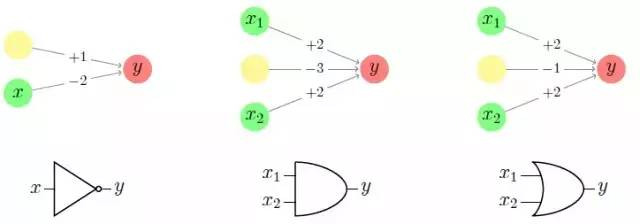 +1
y
x
−2
x₁
+2
−3
y
x₂
+2
x₁
+2
−1
y
x₂
+2
x y
x₁
x₂
y
x₁
x₂
y